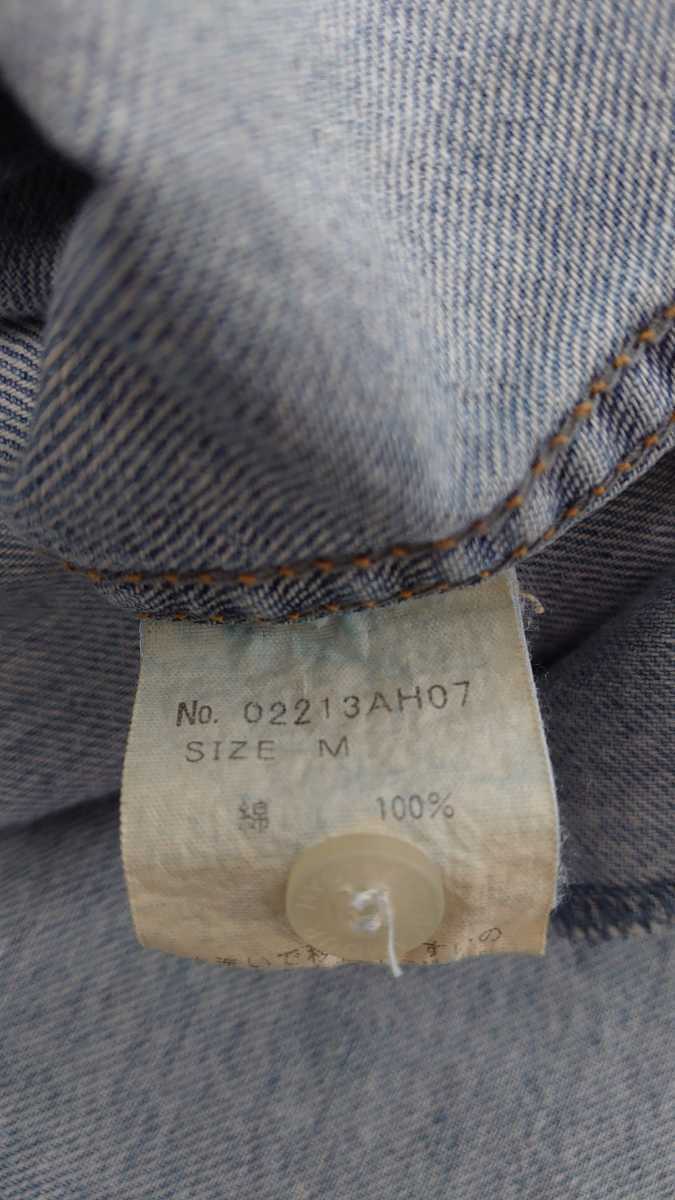 No. 02213AH07
SIZE M
綿 100%